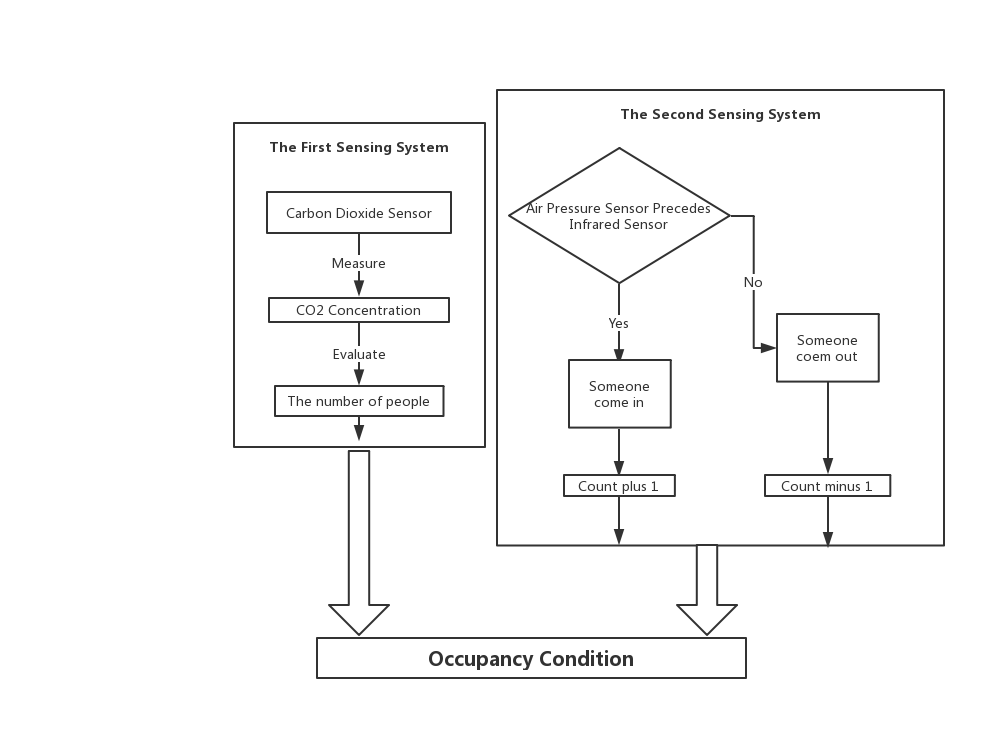 The First Sensing System
Carbon Dioxide Sensor
Measure
CO2 Concentration
Evaluate
The number of people
The Second Sensing System
Air Pressure Sensor Precedes
Infrared Sensor
No
Yes
Someone
coem out
Someone
come in
Count plus 1
Count minus 1
Occupancy Condition